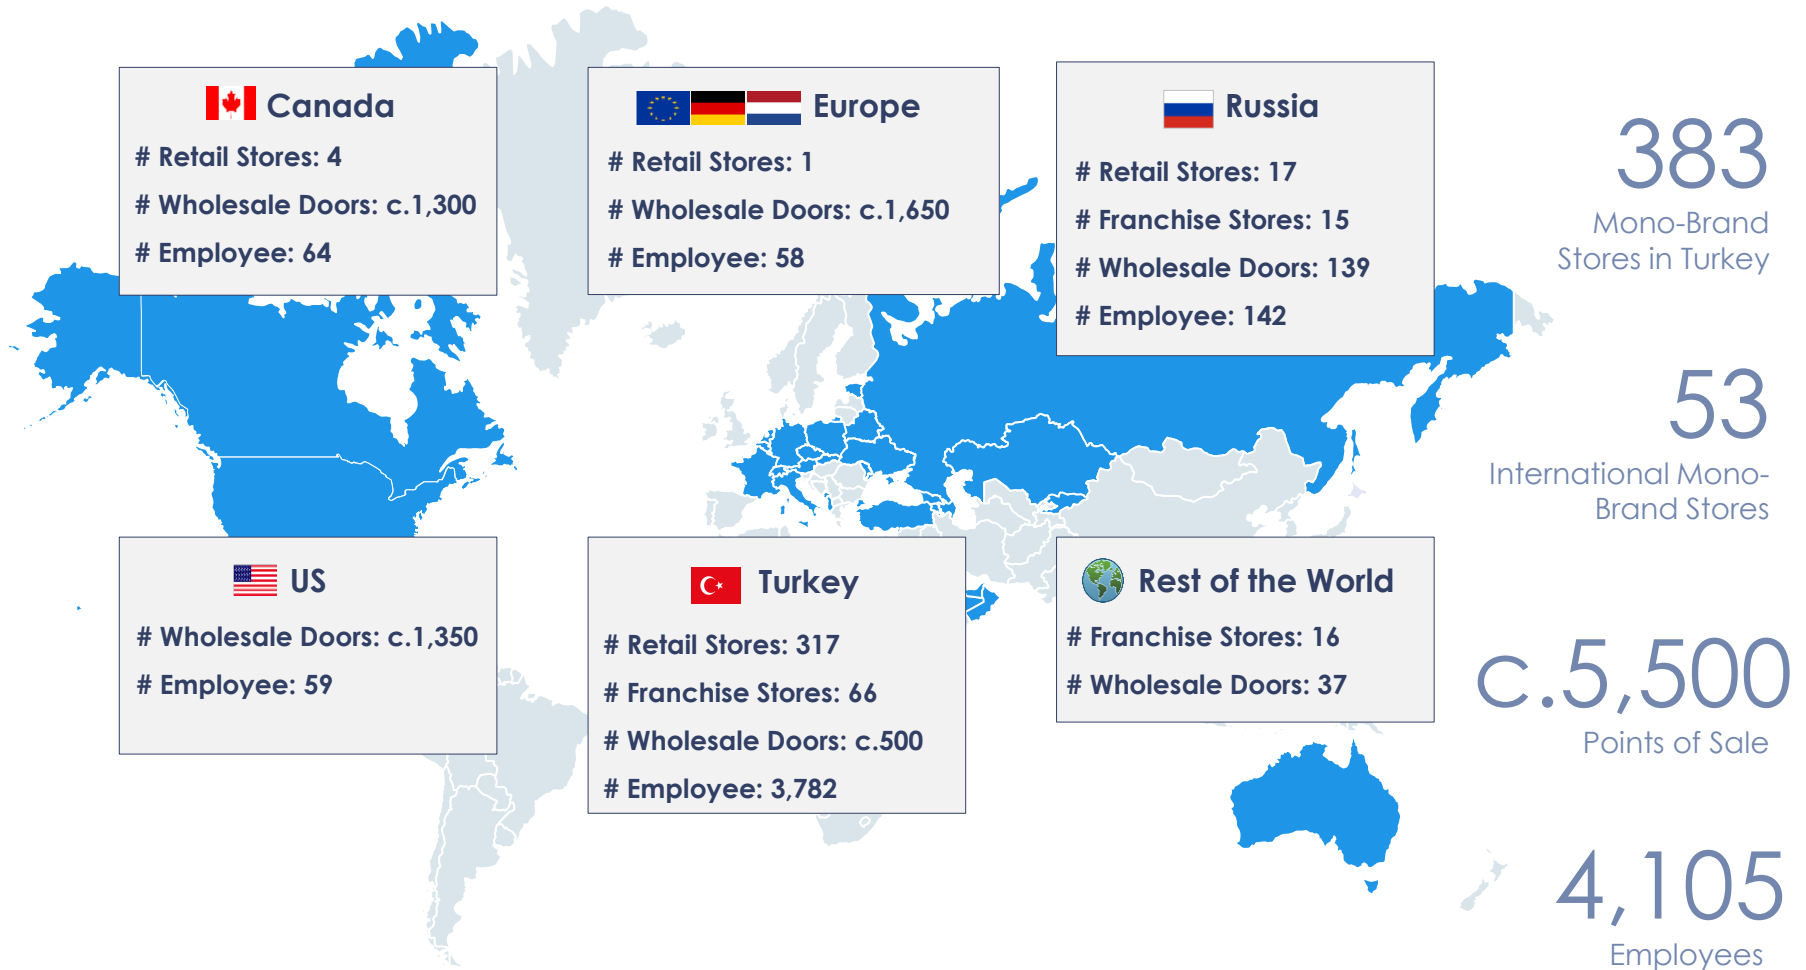 Canada
# Retail Stores: 4
# Wholesale Doors: c.1,300
# Employee: 64
Europe
# Retail Stores: 1
# Wholesale Doors: c.1,650
# Employee: 58
Russia
# Retail Stores: 17
# Franchise Stores: 15
# Wholesale Doors: 139
# Employee: 142
US
# Wholesale Doors: c.1,350
# Employee: 59
Turkey
# Retail Stores: 317
# Franchise Stores: 66
# Wholesale Doors: c.500
# Employee: 3,782
Rest of the World
# Franchise Stores: 16
# Wholesale Doors: 37
383
Mono-Brand
Stores in Turkey
53
International Mono-
Brand Stores
c.5,500
Points of Sale
4,105
Employees